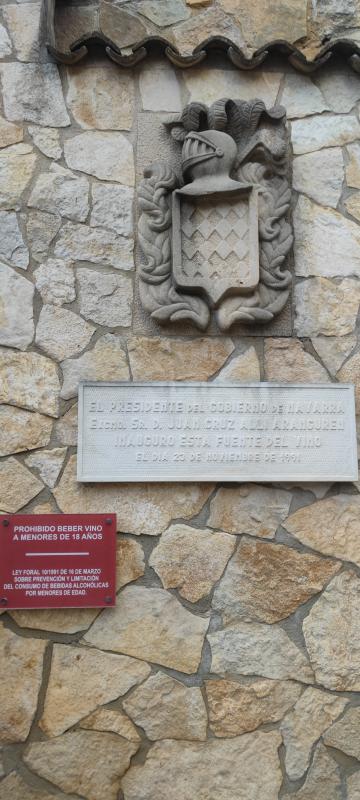 EL PRESIDENTE DEL GOBIERNO DE NAVARRA
EXCMO. SR. D. JUAN CRUZ ALLI ARANGUREN
INAUGURO ESTA FUENTE DEL VINO
EL DIA 23 DE NOVIEMBRE DE 1991
PROHIBIDO BEBER VINO
A MENORES DE 18 AÑOS
LEY FORAL 10/1991 DE 16 DE MARZO
SOBRE PREVENCIÓN Y LIMITACIÓN
DEL CONSUMO DE BEBIDAS ALCOHÓLICAS
POR MENORES DE EDAD.